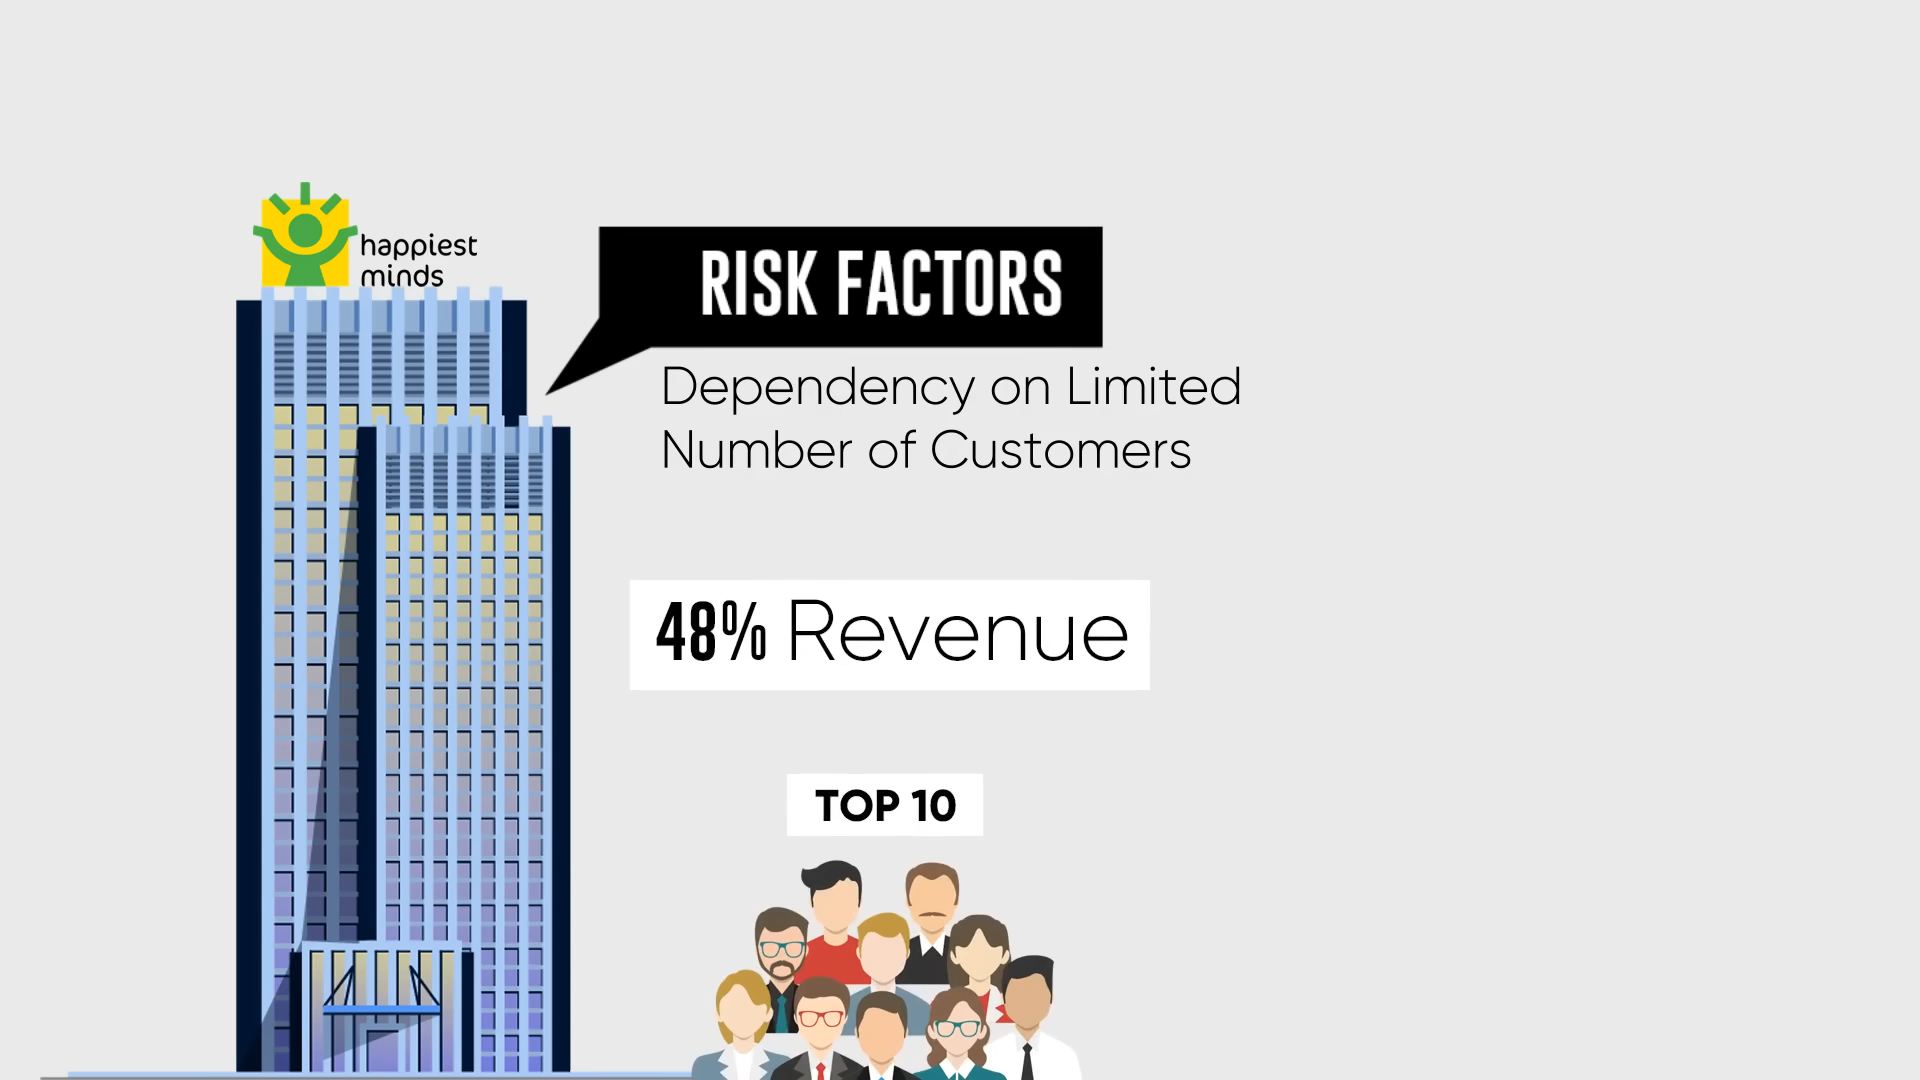 happiest
minds
RISK FACTORS
Dependency on Limited
Number of Customers
48% Revenue
TOP 10